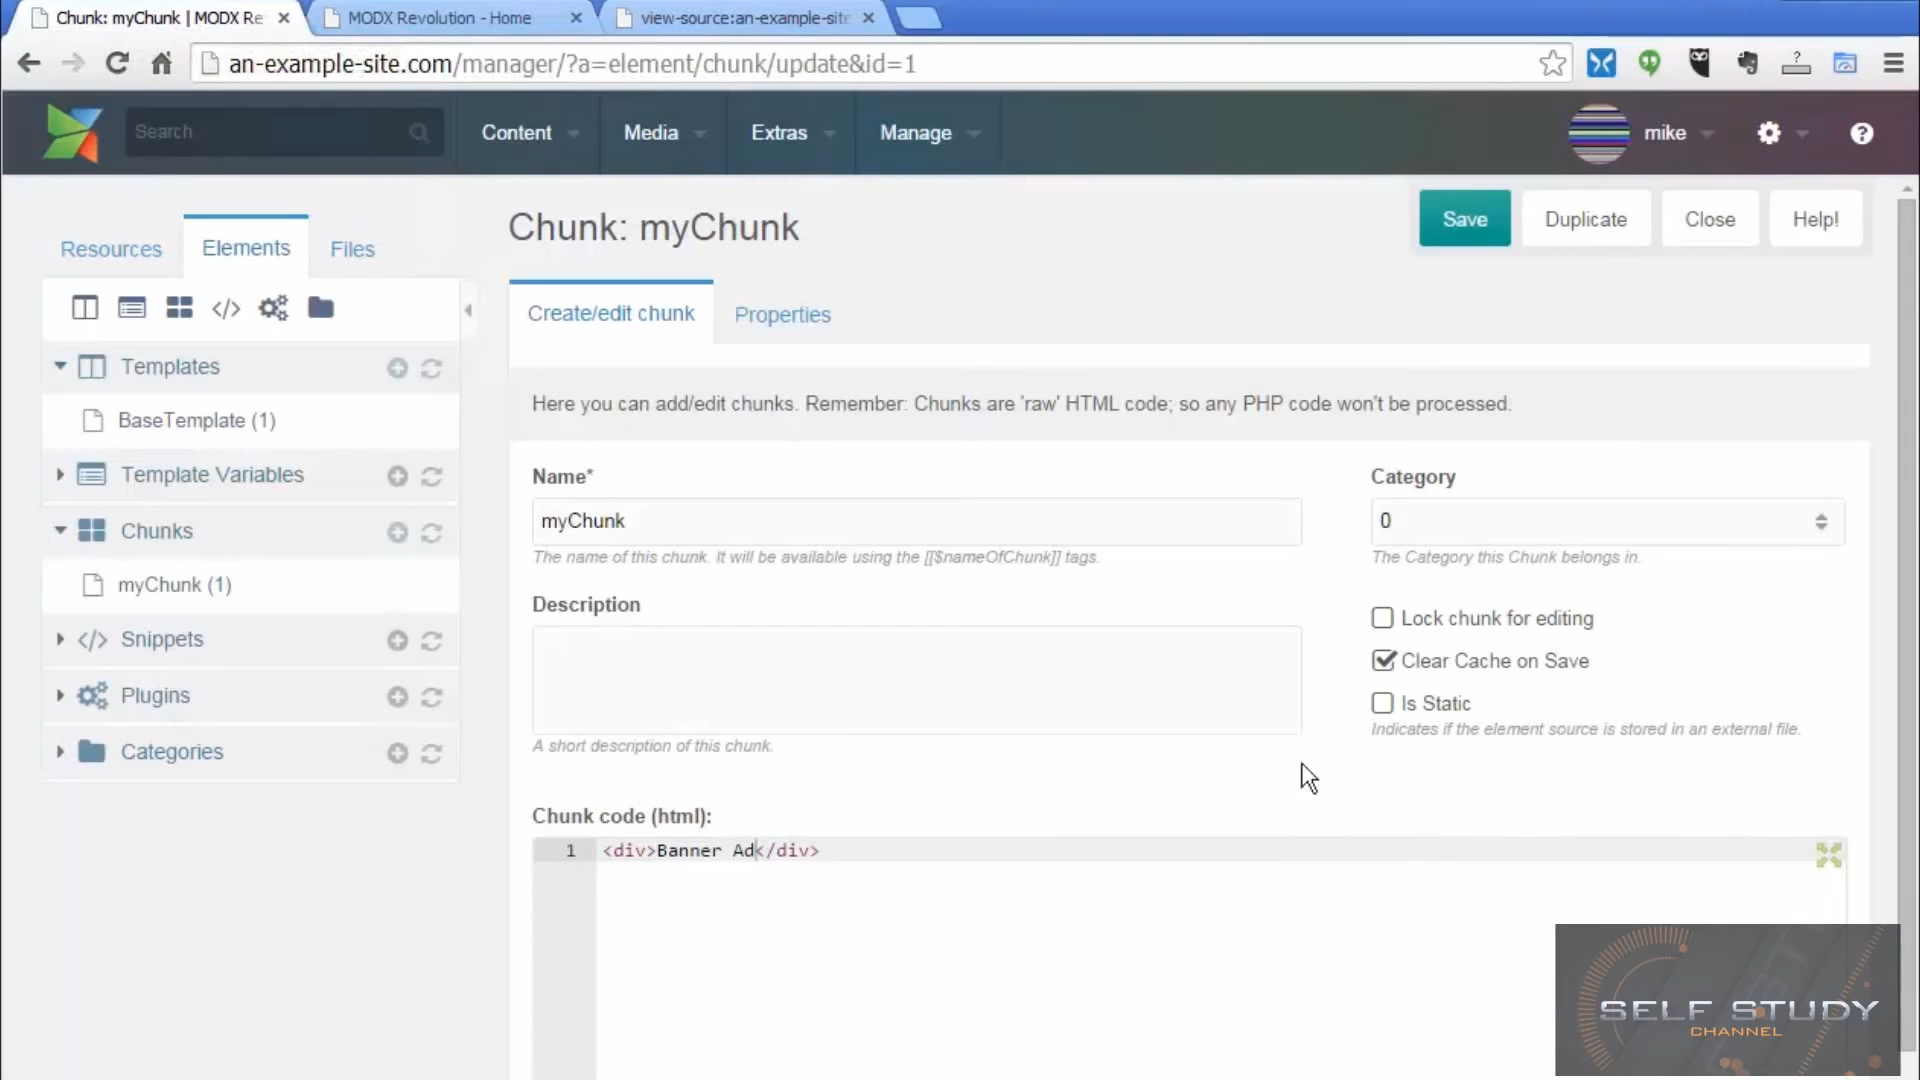 Chunk: myChunk | MODX Re
MODX Revolution - Home
view-source:an-example-site
an-example-site.com/manager/?a=element/chunk/update&id=1
Search
Content
Media
Extras
Manage
mike
Resources
Elements
Files
Chunk: myChunk
Save
Duplicate
Close
Help!
Templates
BaseTemplate (1)
Template Variables
Chunks
myChunk (1)
Snippets
Plugins
Categories
Create/edit chunk
Properties
Here you can add/edit chunks. Remember: Chunks are 'raw' HTML code; so any PHP code won't be processed.
Name*
myChunk
The name of this chunk. It will be available using the [[$nameOfChunk]] tags.
Category
0
The Category this Chunk belongs in.
Description
A short description of this chunk.
Lock chunk for editing
Clear Cache on Save
Is Static
Indicates if the element source is stored in an external file.
Chunk code (html):
1 <div>Banner Ad</div>
SELF STUDY
CHANNEL